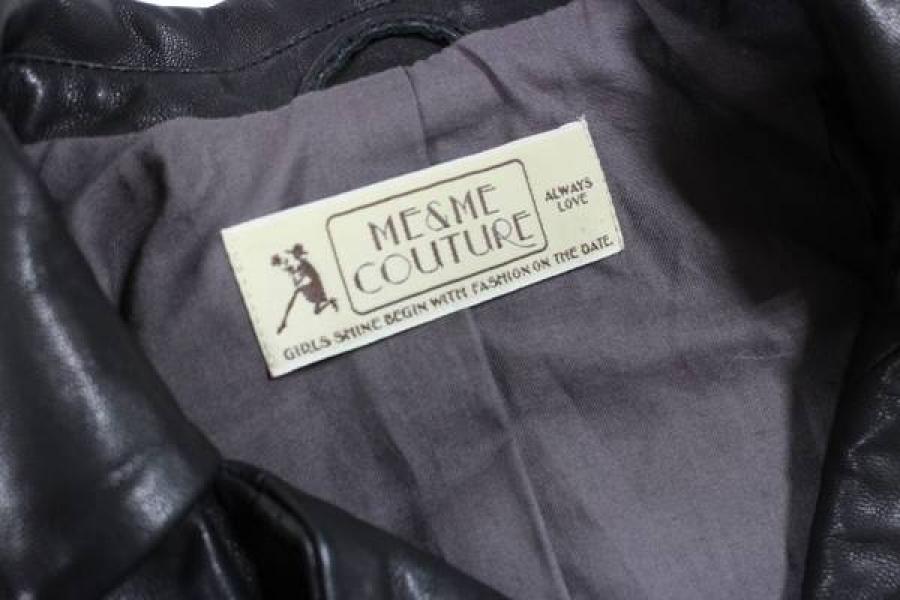 ME&ME
COUTURE
ALWAYS
LOVE
GIRLS SHINE BEGIN WITH FASHION ON THE DATE.